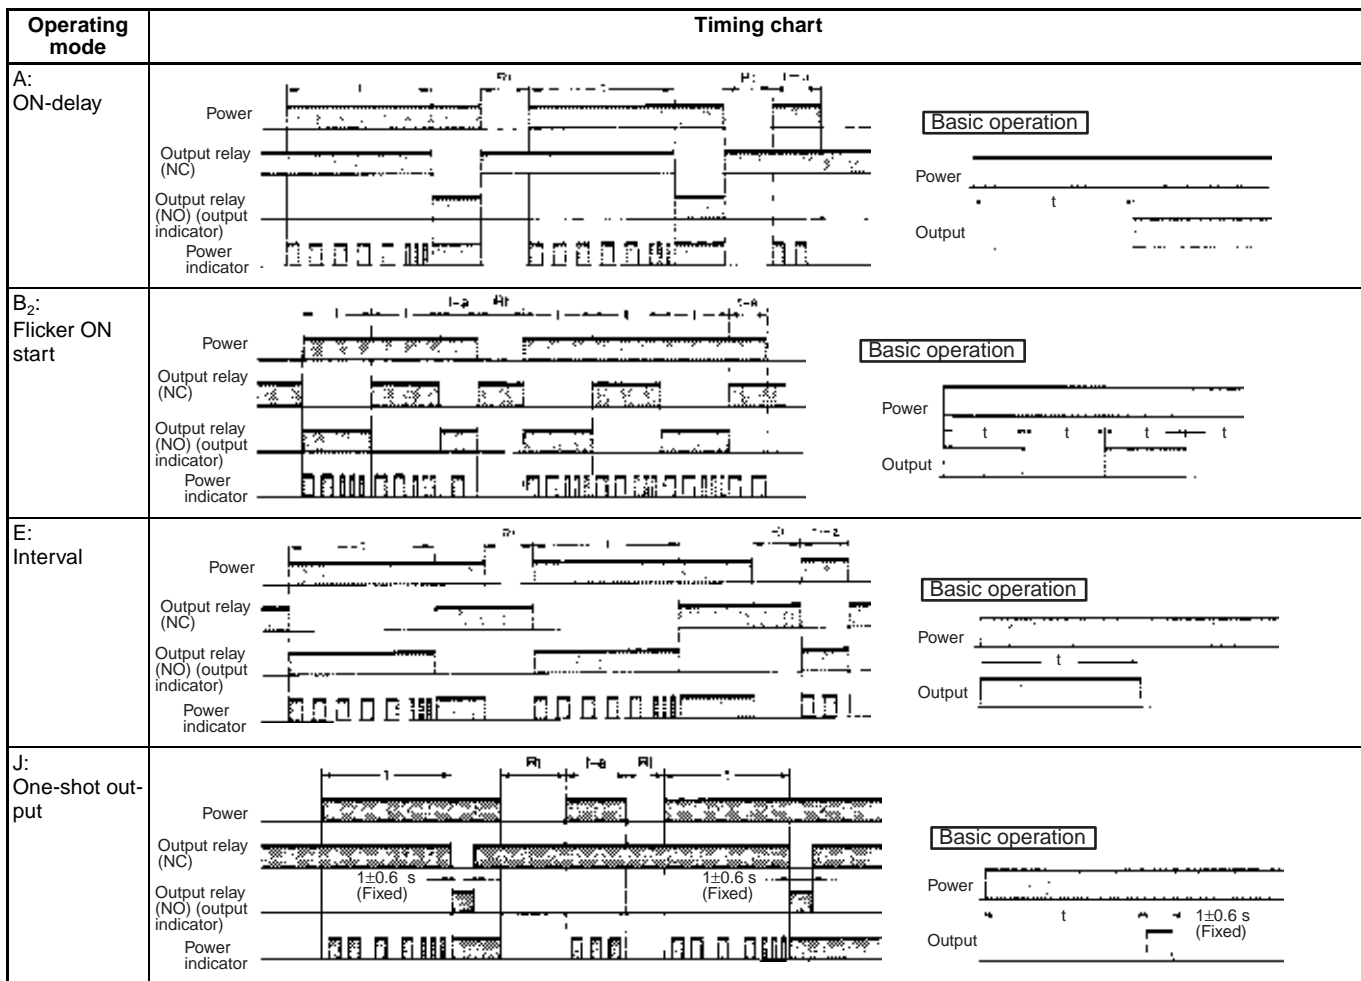 Operating
mode
Timing chart
A:
ON-delay
Power
Output relay
(NC)
Output relay
(NO) (output
indicator)
Power
indicator
Basic operation
Power
t
Output
B2:
Flicker ON
start
Power
Output relay
(NC)
Output relay
(NO) (output
indicator)
Power
indicator
Basic operation
Power
t t t t
Output
E:
Interval
Power
Output relay
(NC)
Output relay
(NO) (output
indicator)
Power
indicator
Basic operation
Power
t
Output
J:
One-shot out-
put
Power
Output relay
(NC)
1±0.6 s
(Fixed)
1±0.6 s
(Fixed)
Output relay
(NO) (output
indicator)
Power
indicator
Basic operation
Power
t
1±0.6 s
(Fixed)
Output